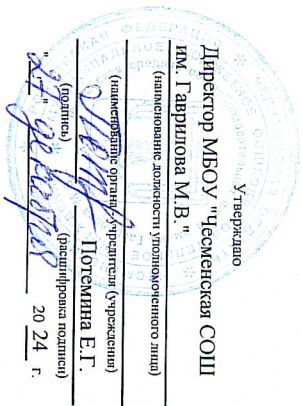 Утверждаю
Директор МБОУ "Чесменская СОШ
им. Гаврилова М.В."
(наименование должности уполномоченного лица)
(наименование органа-учредителя (учреждения)
Потемина Е.Г.
(подпись) (расшифровка подписи)
"27" декабря 20 24 г.